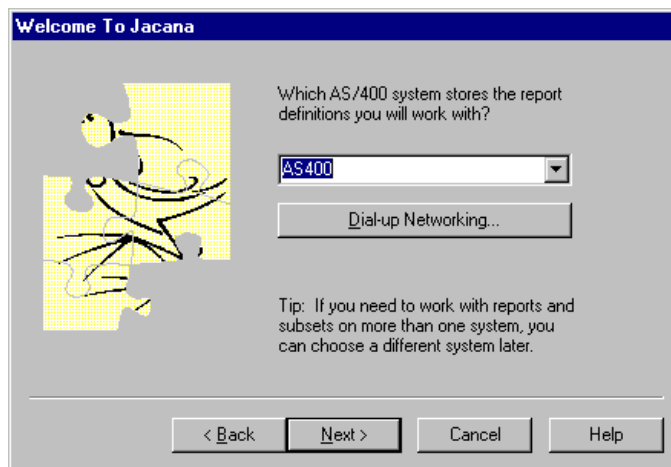 Welcome To Jacana
Which AS/400 system stores the report
definitions you will work with?
AS400
Dial-up Networking...
Tip: If you need to work with reports and
subsets on more than one system, you
can choose a different system later.
< Back
Next >
Cancel
Help